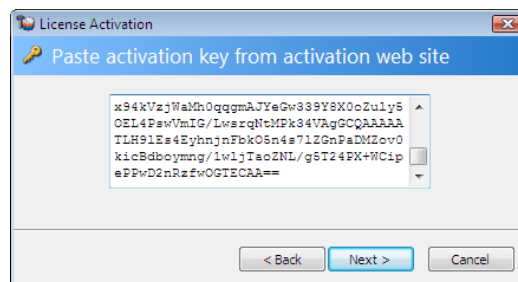 License Activation
Paste activation key from activation web site
x94kVzjWaMh0qqgmAJYeGw339Y8X0oZuly5
OEL4PswVmIG/LwsrqNtMPk34VAgGCQAAAAA
TLH9lEs4EyhnjnFbkO5n4s7lZGnPaDMZov0
kicBdboymng/1wljTaoZNL/g5T24PX+WCip
ePPwD2nRzfwOGTECAA==
< Back
Next >
Cancel